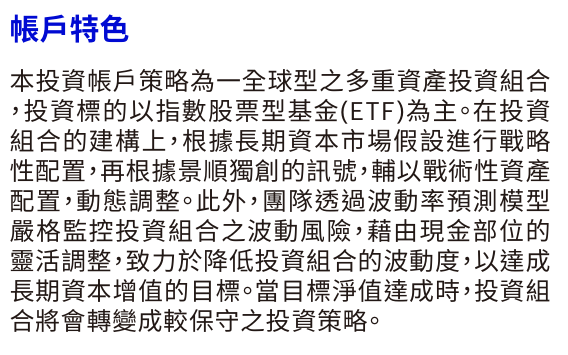 帳戶特色
本投資帳戶策略為一全球型之多重資產投資組合
，投資標的以指數股票型基金(ETF)為主。在投資
組合的建構上，根據長期資本市場假設進行戰略
性配置，再根據景順獨創的訊號，輔以戰術性資產
配置，動態調整。此外，團隊透過波動率預測模型
嚴格監控投資組合之波動風險，藉由現金部位的
靈活調整，致力於降低投資組合的波動度，以達成
長期資本增值的目標。當目標淨值達成時，投資組
合將會轉變成較保守之投資策略。